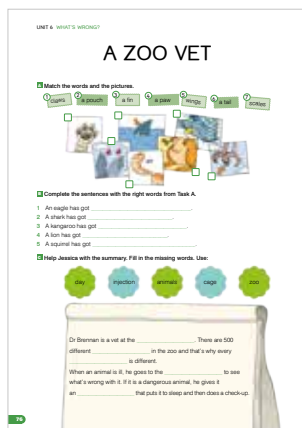 UNIT 6 WHAT'S WRONG?
A ZOO VET
Match the words and the pictures.
1 claws
2 a pouch
3 a fin
4 a paw
5 wings
6 a tail
7 scales
Complete the sentences with the right words from Task A.
1 An eagle has got
2 A shark has got
3 A kangaroo has got
4 A lion has got
5 A squirrel has got
Help Jessica with the summary. Fill in the missing words. Use:
day injection animals cage zoo
Dr Brennan is a vet at the ____. There are 500
different ____ in the zoo and that's why every
____ is different.
When an animal is ill, he goes to the ____ to see
what's wrong with it. If it is a dangerous animal, he gives it
an ____ that puts it to sleep and then does a check-up.
76